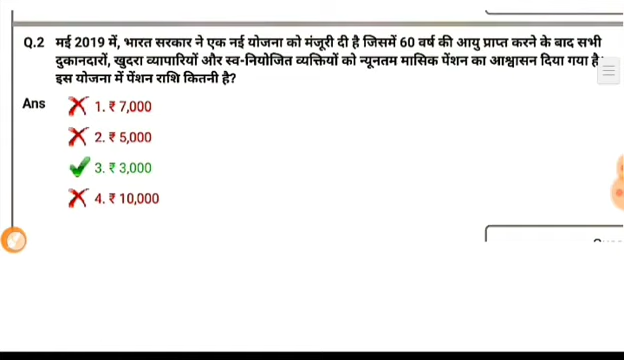 Q.2 मई 2019 में, भारत सरकार ने एक नई योजना को मंजूरी दी है जिसमें 60 वर्ष की आयु प्राप्त करने के बाद सभी
दुकानदारों, खुदरा व्यापारियों और स्व-नियोजित व्यक्तियों को न्यूनतम मासिक पेंशन का आश्वासन दिया गया है
इस योजना में पेंशन राशि कितनी है?
Ans 1. ₹ 7,000
2. ₹ 5,000
3. ₹ 3,000
4. ₹ 10,000